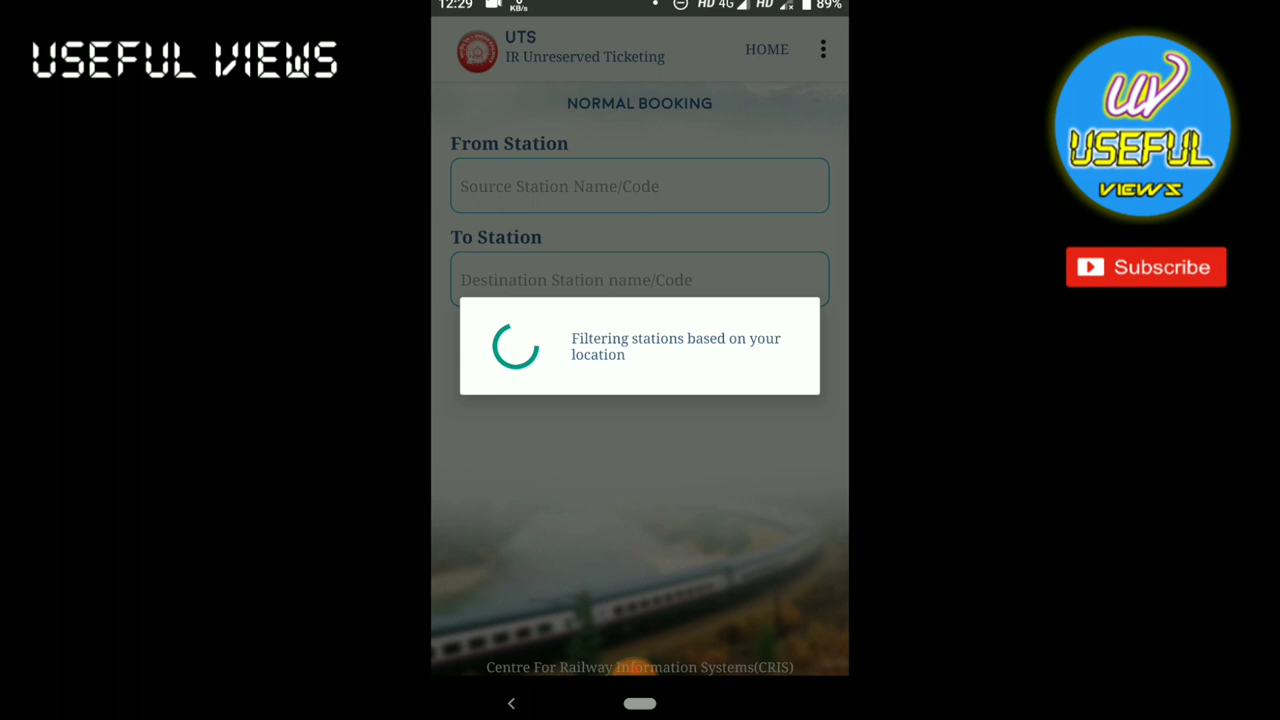 USEFUL VIEWS
12:29 0 KB/s HD 4G HD 89%
UTS
IR Unreserved Ticketing
HOME
NORMAL BOOKING
From Station
Source Station Name/Code
To Station
Destination Station name/Code
Filtering stations based on your
location
Centre For Railway Information Systems(CRIS)
UV
USEFUL
VIEWS
Subscribe